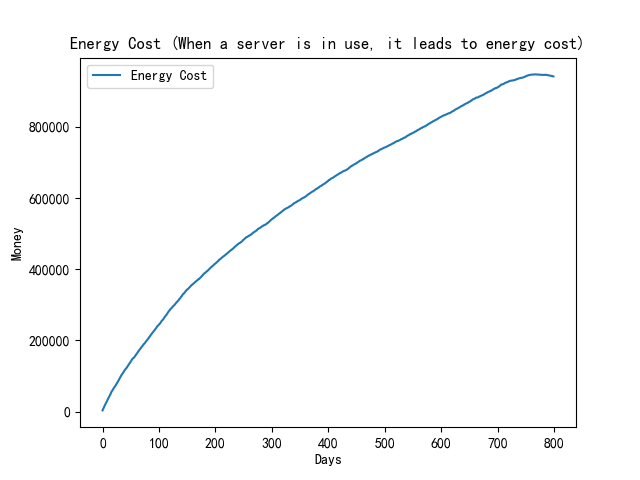 Energy Cost (When a server is in use, it leads to energy cost)
Energy Cost
800000
600000
400000
200000
0
Money
0 100 200 300 400 500 600 700 800
Days